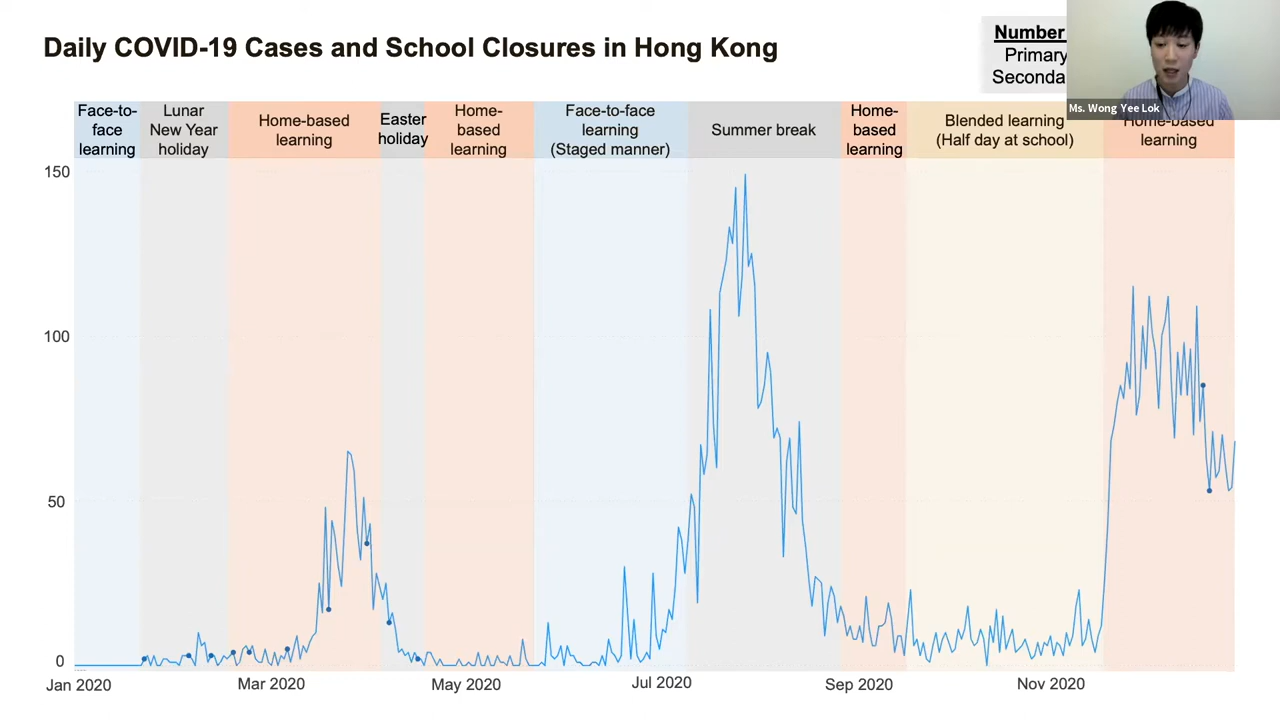 Daily COVID-19 Cases and School Closures in Hong Kong
Number
Primary
Seconda
Ms. Wong Yee Lok
Face-to-
face
learning
Lunar
New Year
holiday
Home-based
learning
Easter
holiday
Home-
based
learning
Face-to-face
learning
(Staged manner)
Summer break
Home-
based
learning
Blended learning
(Half day at school)
Home-based
learning
150
100
50
0
Jan 2020
Mar 2020
May 2020
Jul 2020
Sep 2020
Nov 2020